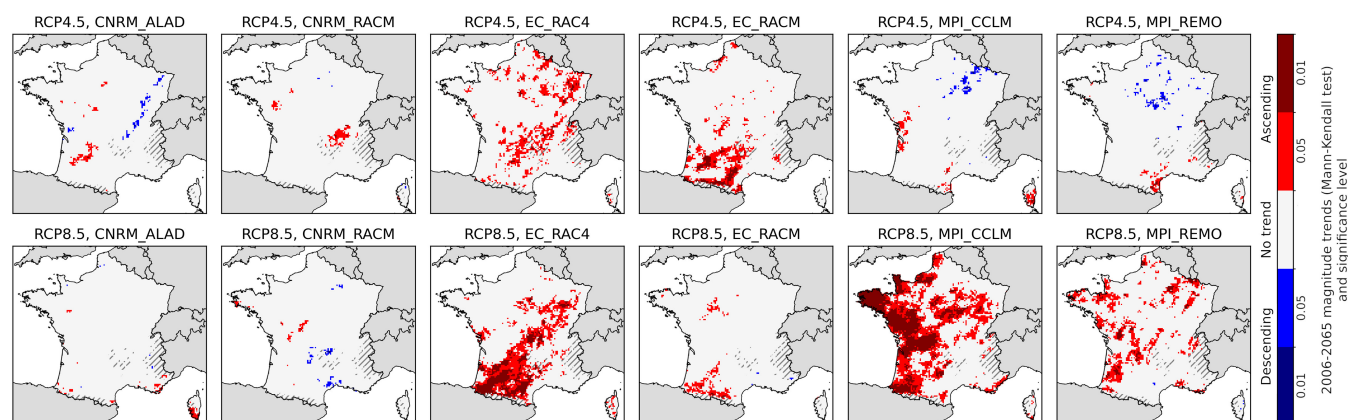 RCP4.5, CNRM_ALAD
RCP4.5, CNRM_RACM
RCP4.5, EC_RAC4
RCP4.5, EC_RACM
RCP4.5, MPI_CCLM
RCP4.5, MPI_REMO
RCP8.5, CNRM_ALAD
RCP8.5, CNRM_RACM
RCP8.5, EC_RAC4
RCP8.5, EC_RACM
RCP8.5, MPI_CCLM
RCP8.5, MPI_REMO
Ascending
No trend
Descending
0.01
0.05
0.05
0.01
2006-2065 magnitude trends (Mann-Kendall test)
and significance level